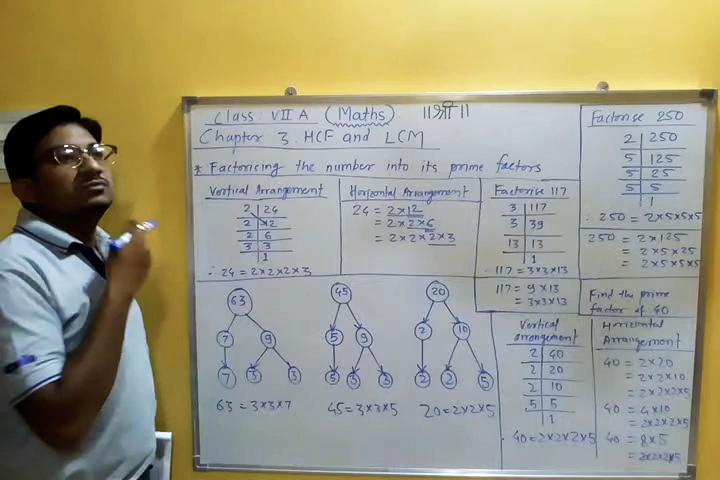 Class: VII A (Maths) ॥श्री॥
Chapter 3. HCF and LCM
* Factorising the number into its prime factors
Vertical Arrangement
2 | 24
2 | 12
2 | 6
3 | 3
1
∴ 24 = 2×2×2×3
Horizontal Arrangement
24 = 2×12
= 2×2×6
= 2×2×2×3
Factorise 117
3 | 117
3 | 39
13 | 13
1
∴ 117 = 3×3×13
117 = 9×13
= 3×3×13
Factorise 250
2 | 250
5 | 125
5 | 25
5 | 5
1
∴ 250 = 2×5×5×5
250 = 2×125
= 2×5×25
= 2×5×5×5
63
7 9
7 3 3
63 = 3×3×7
45
5 9
5 3 3
45 = 3×3×5
20
2 10
2 2 5
20 = 2×2×5
Find the prime
factor of 40
Vertical
arrangement
2 | 40
2 | 20
2 | 10
5 | 5
1
∴ 40 = 2×2×2×5
Horizontal
Arrangement
40 = 2×20
= 2×2×10
= 2×2×2×5
40 = 4×10
= 2×2×2×5
40 = 8×5
= 2×2×2×5